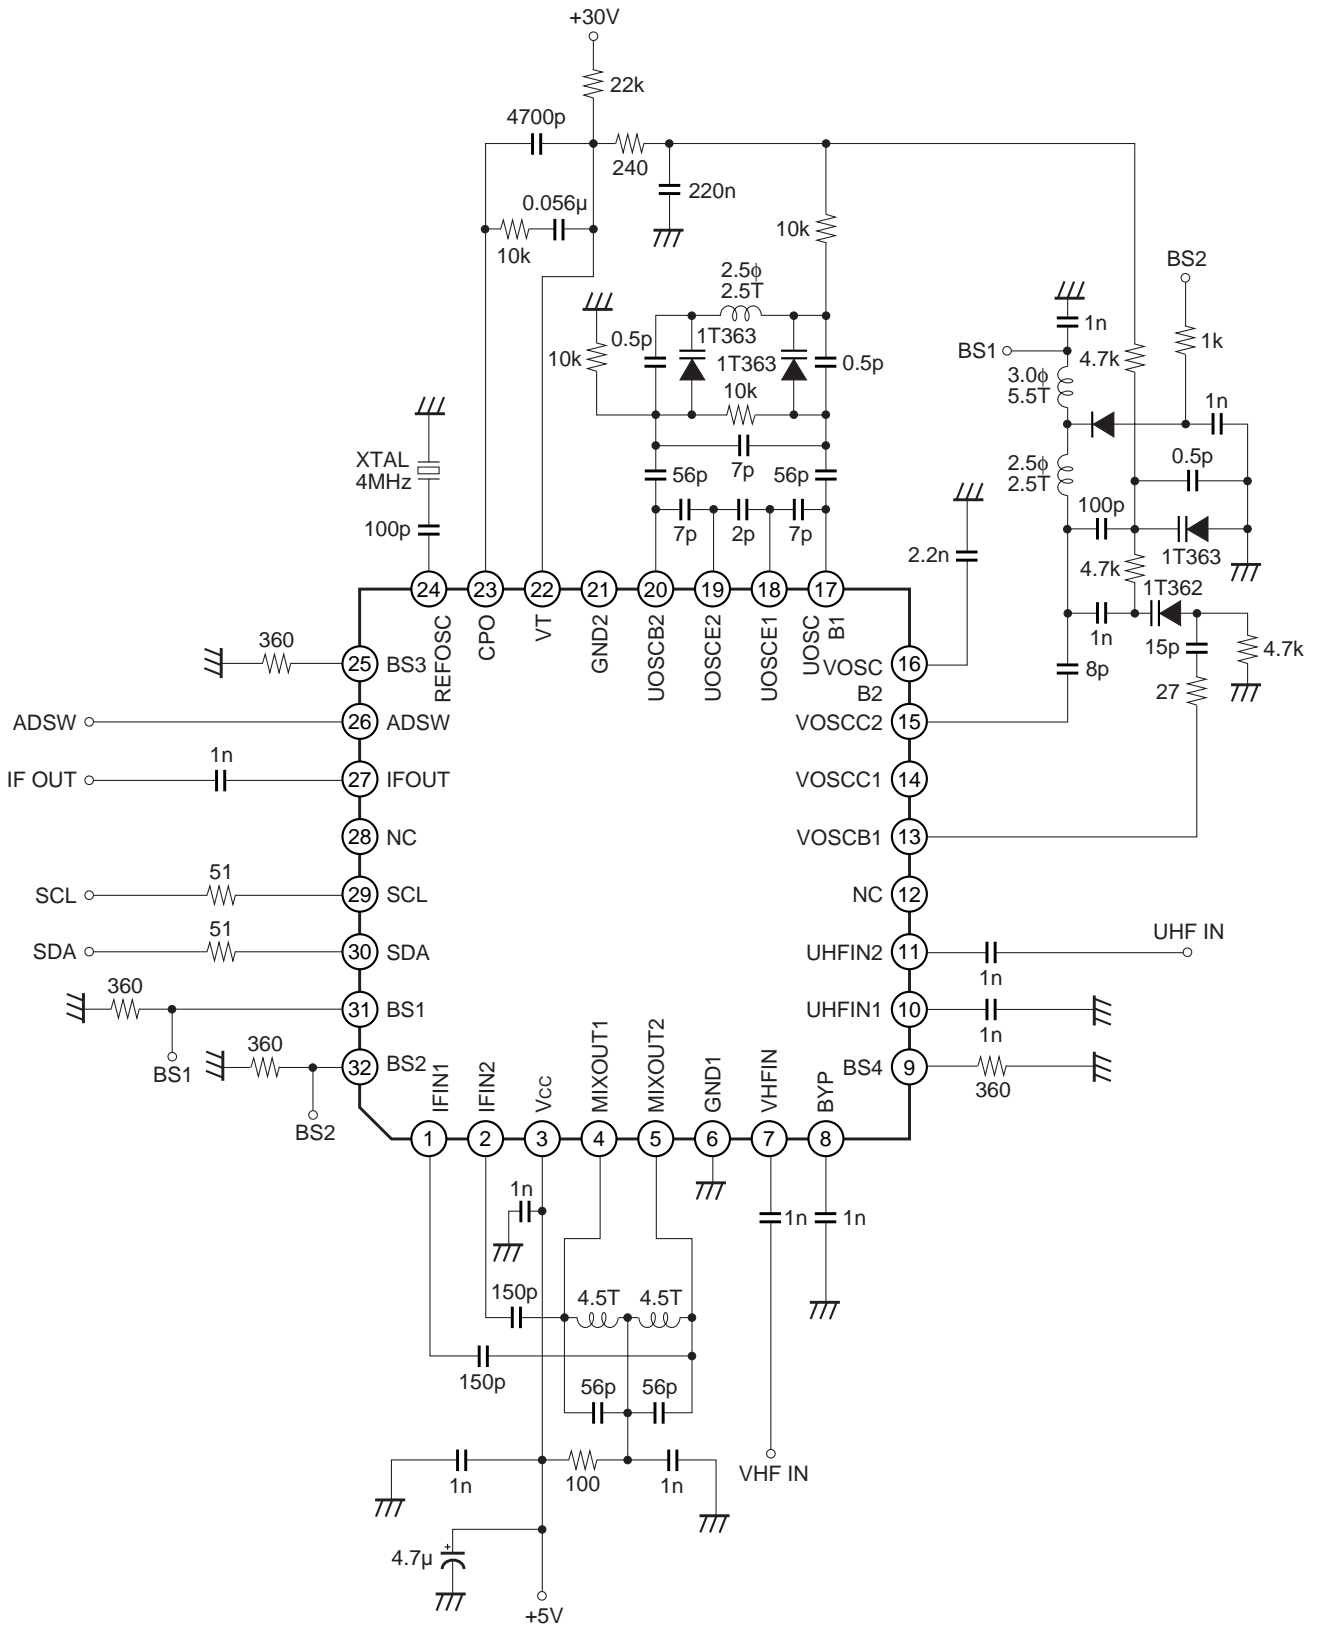 +30V
22k
4700p
240
220n
0.056µ
10k
10k
BS2
2.5ϕ
2.5T
1n
1k
BS1
4.7k
0.5p
1T363
1T363
0.5p
10k
10k
3.0ϕ
5.5T
1n
XTAL
4MHz
7p
2.5ϕ
2.5T
0.5p
56p
56p
100p
100p
7p
2p
7p
2.2n
1T363
4.7k
1T362
24
23
22
21
20
19
18
17
REFOSC
CPO
VT
GND2
UOSCB2
UOSCE2
UOSCE1
UOSC
B1
1n
15p
4.7k
360
25
BS3
VOSC
B2
16
8p
27
ADSW
26
ADSW
VOSCC2
15
1n
IF OUT
27
IFOUT
VOSCC1
14
28
NC
VOSCB1
13
51
SCL
29
SCL
NC
12
51
SDA
30
SDA
UHFIN2
11
1n
UHF IN
360
31
BS1
UHFIN1
10
1n
BS1
360
32
BS2
BS4
9
360
BS2
IFIN1
IFIN2
VCC
MIXOUT1
MIXOUT2
GND1
VHFIN
BYP
1
2
3
4
5
6
7
8
1n
1n
1n
150p
4.5T
4.5T
150p
56p
56p
1n
100
1n
VHF IN
+
4.7µ
+5V